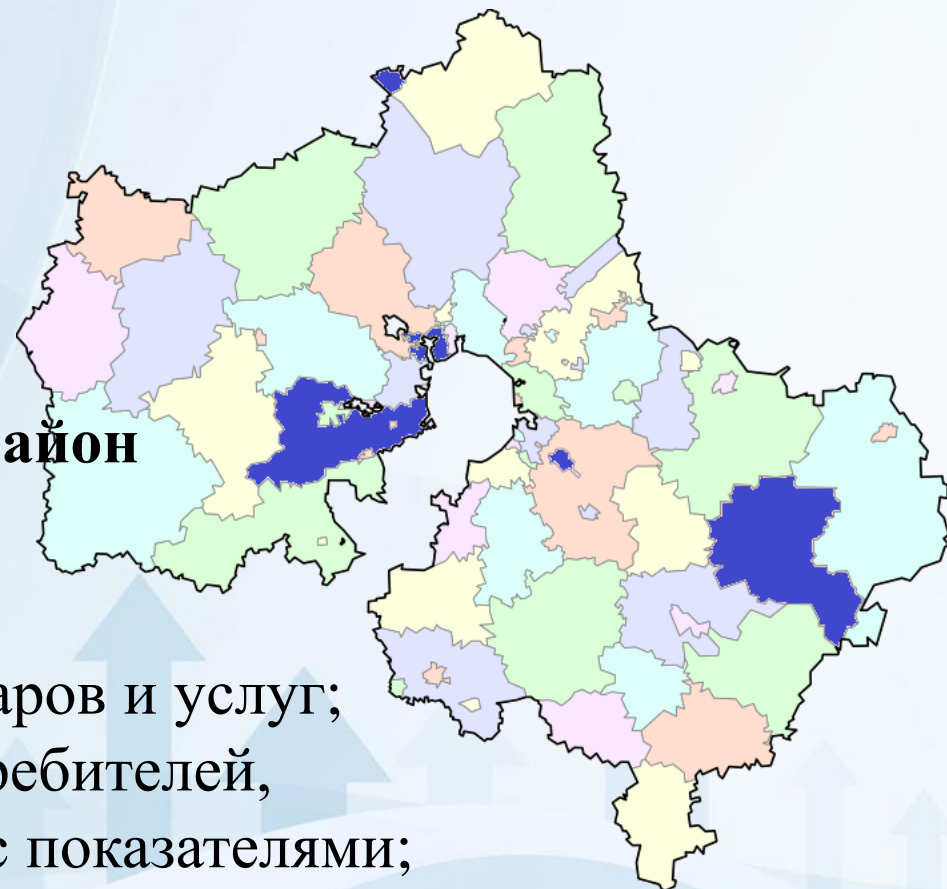 айон
аров и услуг;
ребителей,
с показателями;